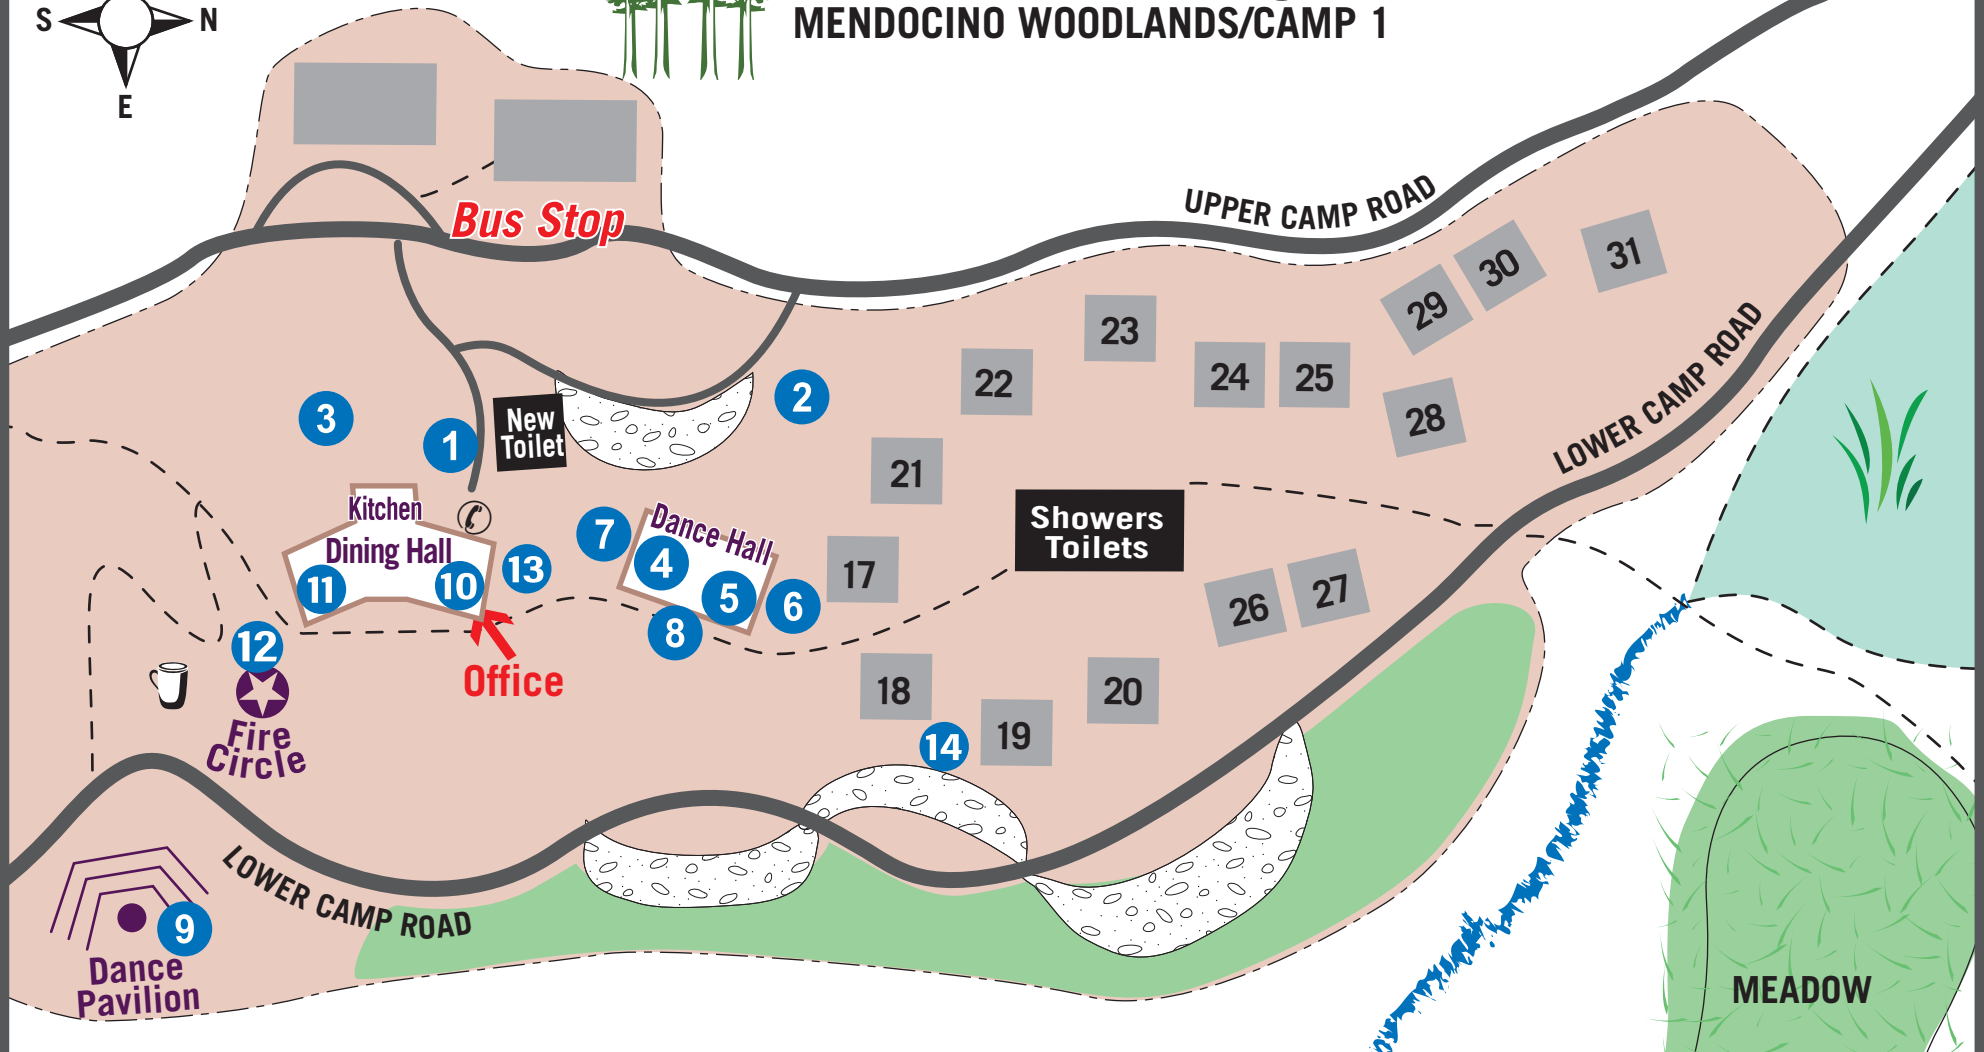 S
N
E
MENDOCINO WOODLANDS/CAMP 1
Bus Stop
UPPER CAMP ROAD
LOWER CAMP ROAD
23
22
24
25
29
30
31
28
21
3
1
2
New
Toilet
Kitchen
Dining Hall
11
10
13
7
Dance Hall
4
5
6
8
17
Showers
Toilets
26
27
12
Office
Fire
Circle
18
19
20
14
LOWER CAMP ROAD
9
Dance
Pavilion
MEADOW